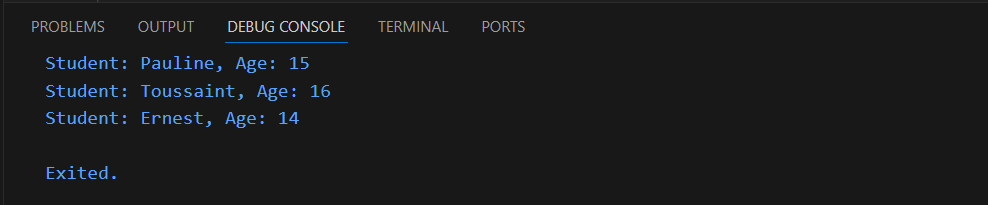 PROBLEMS OUTPUT DEBUG CONSOLE TERMINAL PORTS
Student: Pauline, Age: 15
Student: Toussaint, Age: 16
Student: Ernest, Age: 14
Exited.